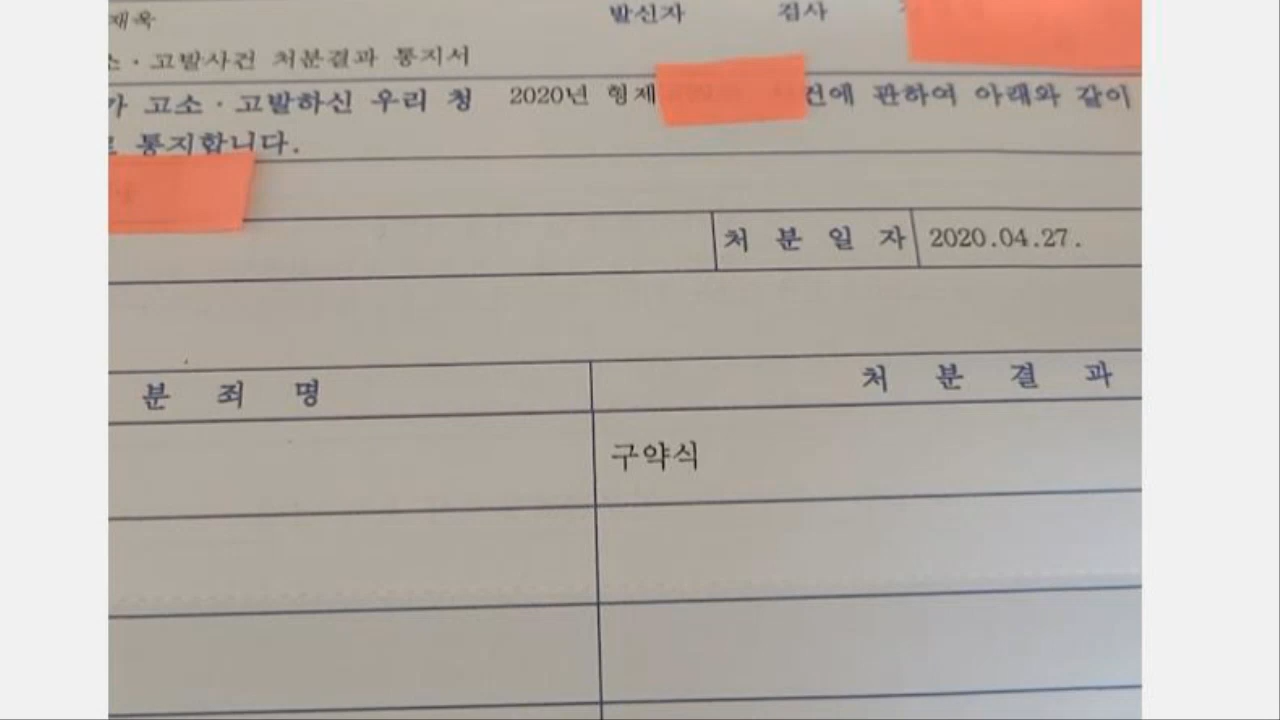 재욱 발신자 검사
소·고발사건 처분결과 통지서
가 고소·고발하신 우리 청 2020년 형제 건에 관하여 아래와 같이
통지합니다.
처 분 일 자 2020.04.27.
분 죄 명 처 분 결 과
구약식